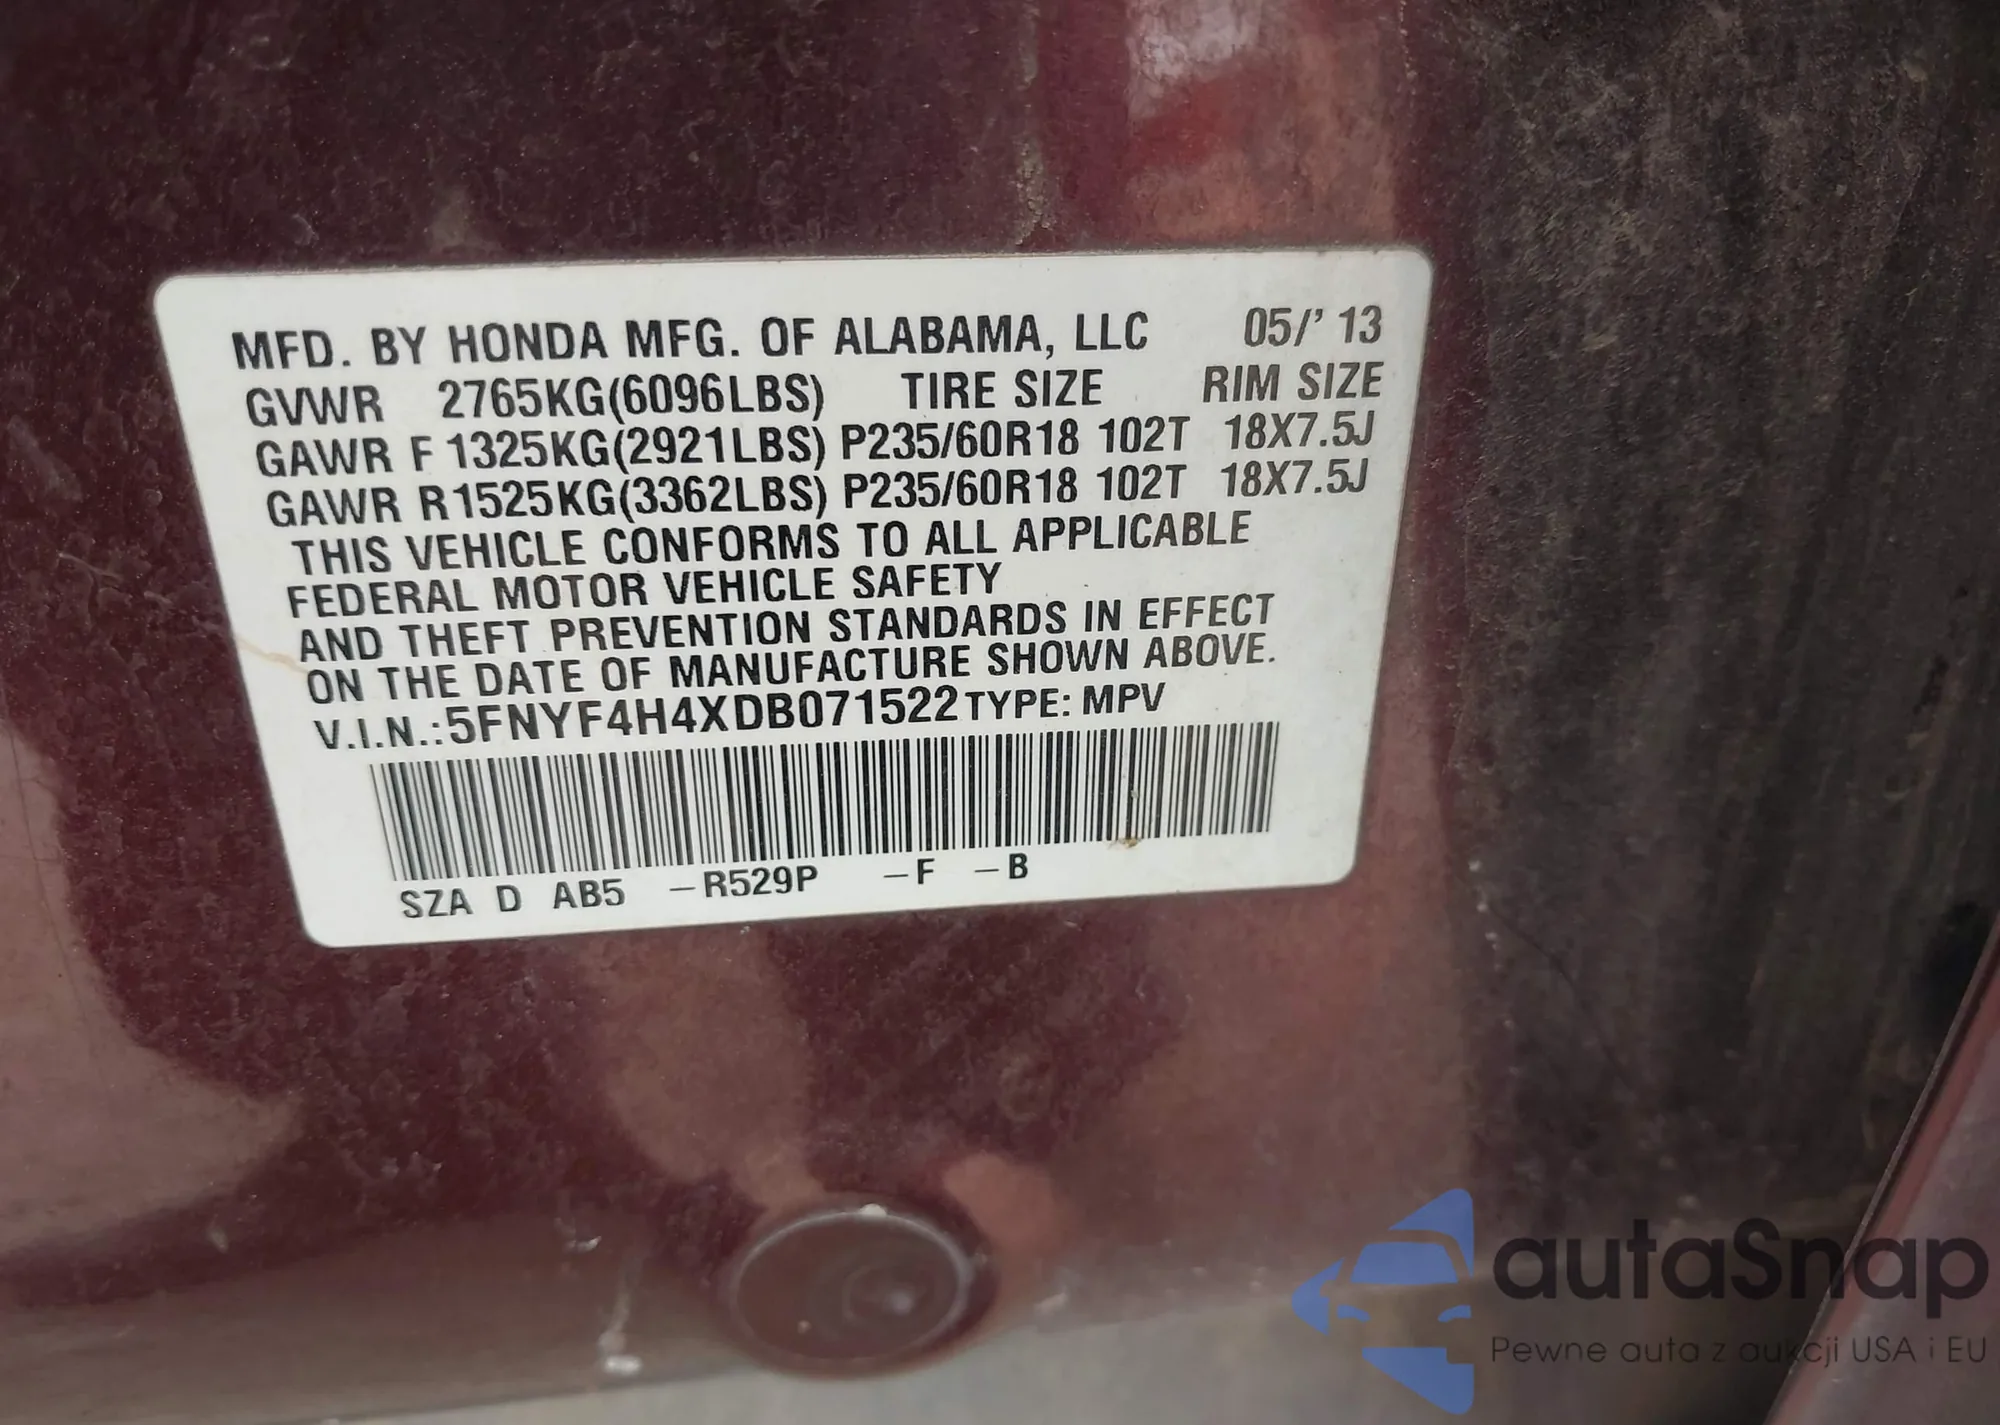 MFD. BY HONDA MFG. OF ALABAMA, LLC 05/' 13
GVWR 2765KG(6096LBS) TIRE SIZE RIM SIZE
GAWR F 1325KG(2921LBS) P235/60R18 102T 18X7.5J
GAWR R1525KG(3362LBS) P235/60R18 102T 18X7.5J
THIS VEHICLE CONFORMS TO ALL APPLICABLE
FEDERAL MOTOR VEHICLE SAFETY
AND THEFT PREVENTION STANDARDS IN EFFECT
ON THE DATE OF MANUFACTURE SHOWN ABOVE.
V.I.N.:5FNYF4H4XDB071522 TYPE: MPV
SZA D AB5 –R529P –F –B
autaSnap
Pewne auta z aukcji USA i EU